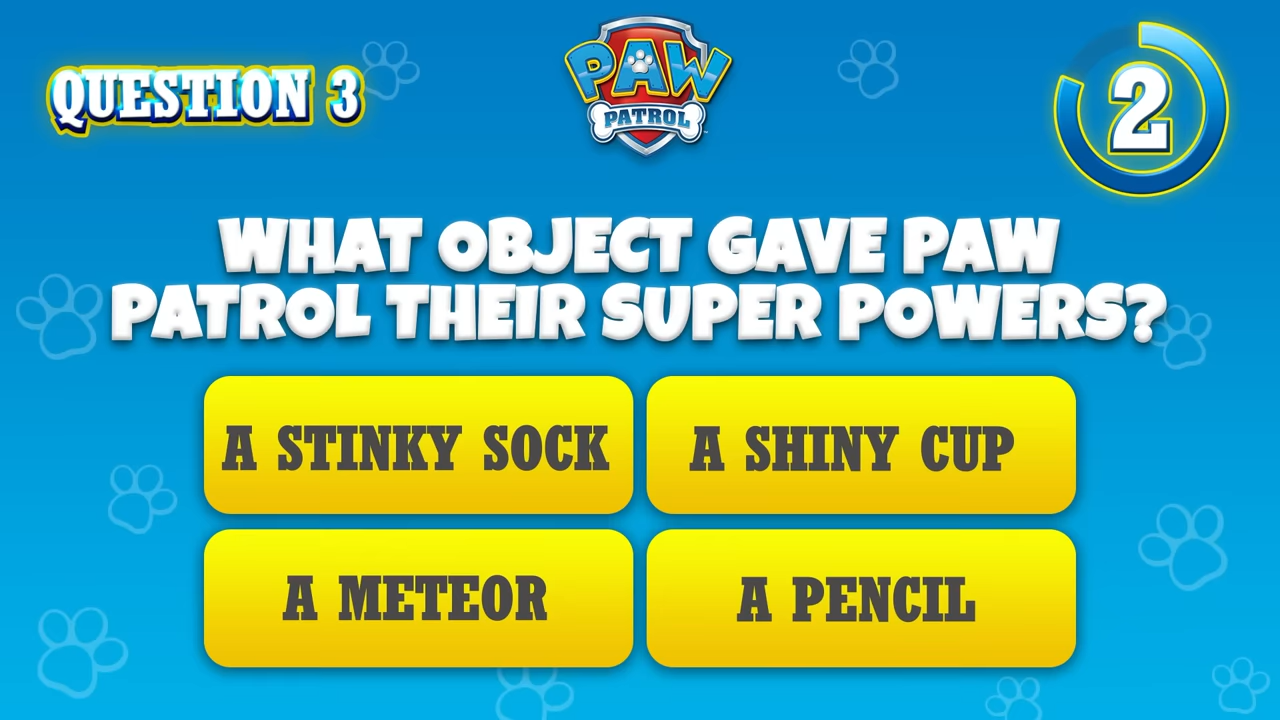 PAW
PATROL
QUESTION 3
2
WHAT OBJECT GAVE PAW
PATROL THEIR SUPER POWERS?
A STINKY SOCK
A SHINY CUP
A METEOR
A PENCIL